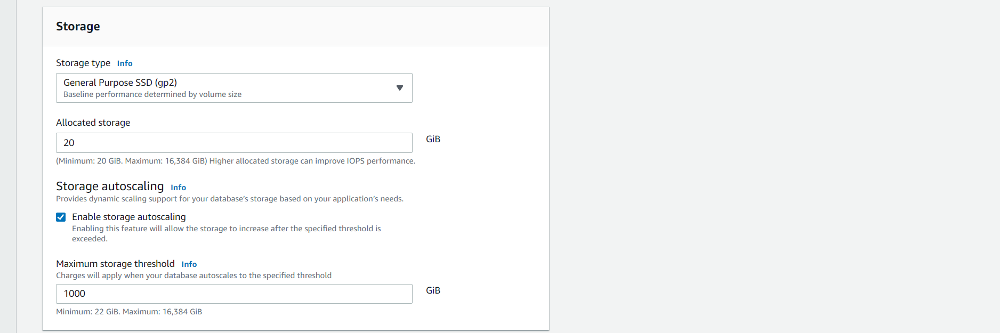 Storage
Storage type Info
General Purpose SSD (gp2)
Baseline performance determined by volume size
Allocated storage
20
GiB
(Minimum: 20 GiB. Maximum: 16,384 GiB) Higher allocated storage can improve IOPS performance.
Storage autoscaling Info
Provides dynamic scaling support for your database’s storage based on your application’s needs.
Enable storage autoscaling
Enabling this feature will allow the storage to increase after the specified threshold is
exceeded.
Maximum storage threshold Info
Charges will apply when your database autoscales to the specified threshold
1000
GiB
Minimum: 22 GiB. Maximum: 16,384 GiB